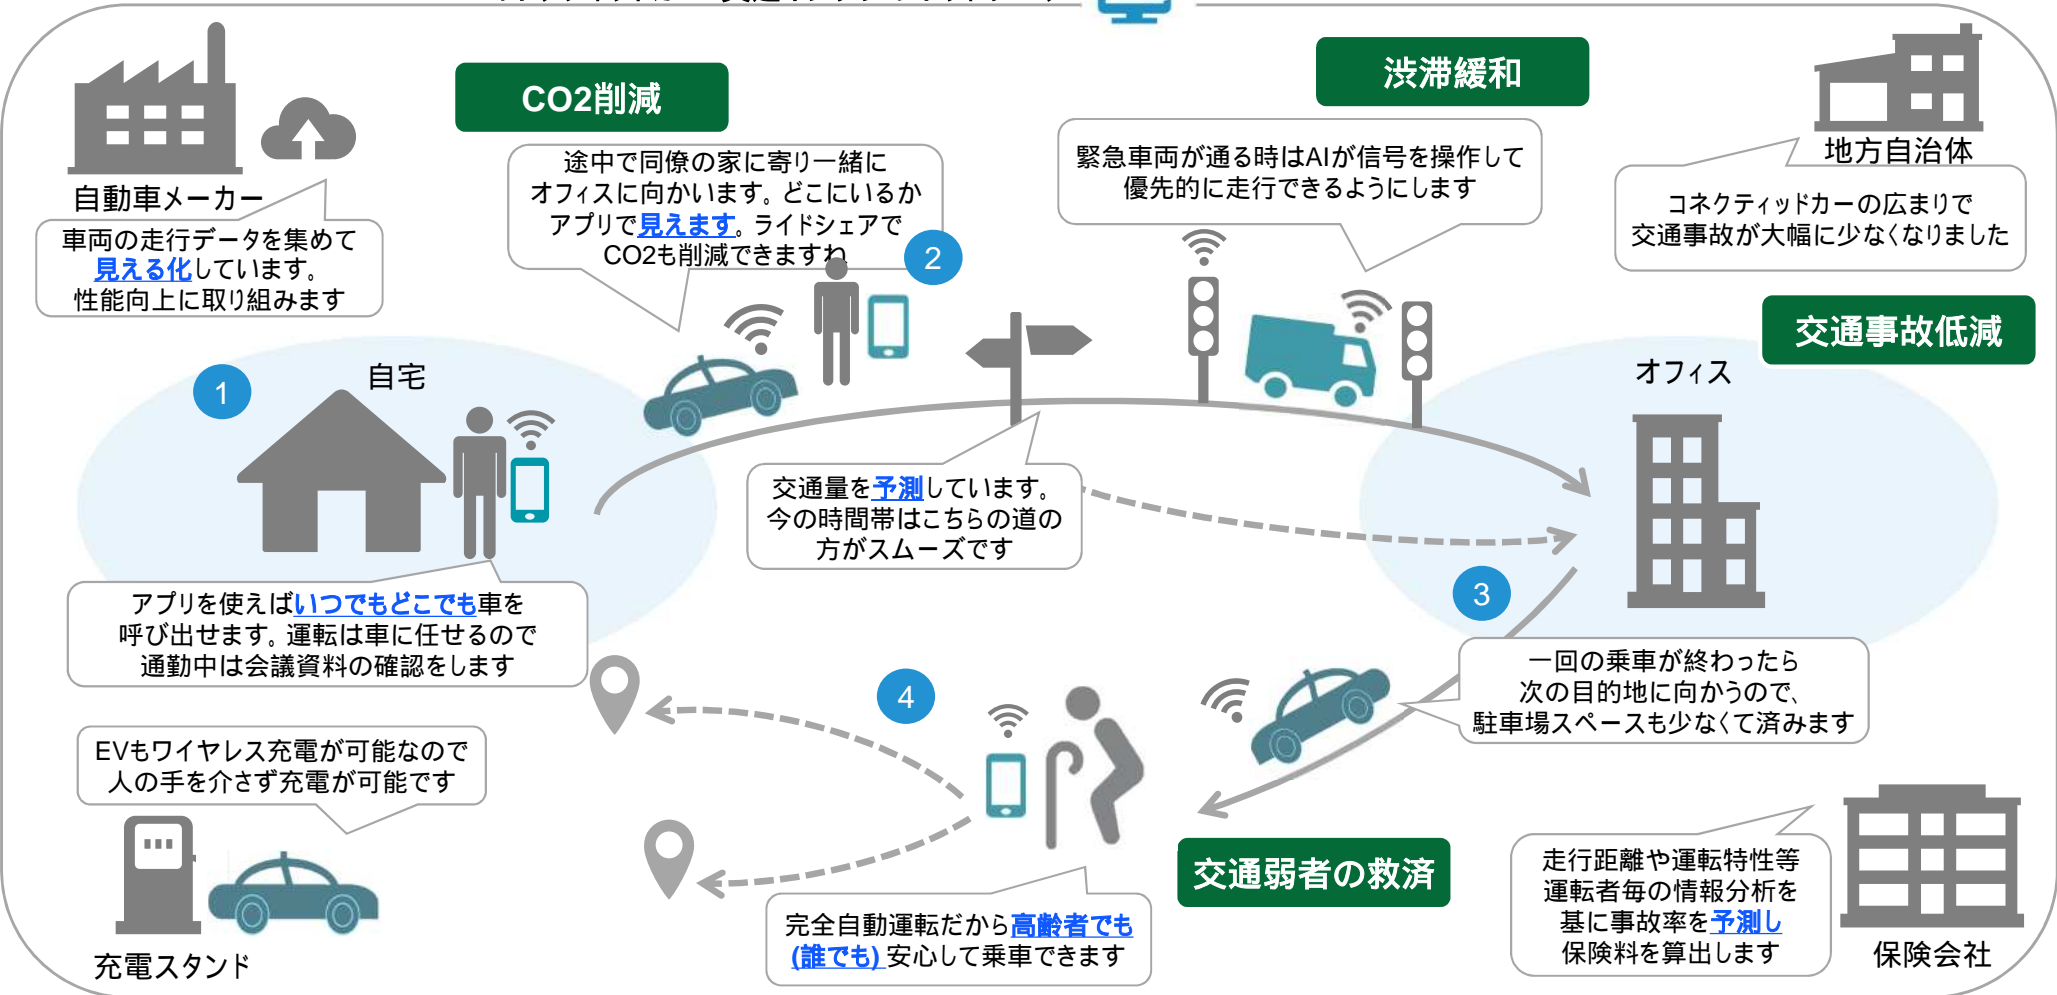 自動車メーカー
車両の走行データを集めて
見える化しています。
性能向上に取り組みます
CO2削減
途中で同僚の家に寄り一緒に
オフィスに向かいます。どこにいるか
アプリで見えます。ライドシェアで
CO2も削減できますね
2
渋滞緩和
緊急車両が通る時はAIが信号を操作して
優先的に走行できるようにします
地方自治体
コネクティッドカーの広まりで
交通事故が大幅に少なくなりました
交通事故低減
1
自宅
オフィス
交通量を予測しています。
今の時間帯はこちらの道の
方がスムーズです
アプリを使えばいつでもどこでも車を
呼び出せます。運転は車に任せるので
通勤中は会議資料の確認をします
3
一回の乗車が終わったら
次の目的地に向かうので、
駐車場スペースも少なくて済みます
4
EVもワイヤレス充電が可能なので
人の手を介さず充電が可能です
充電スタンド
交通弱者の救済
完全自動運転だから高齢者でも
(誰でも)安心して乗車できます
走行距離や運転特性等
運転者毎の情報分析を
基に事故率を予測し
保険料を算出します
保険会社